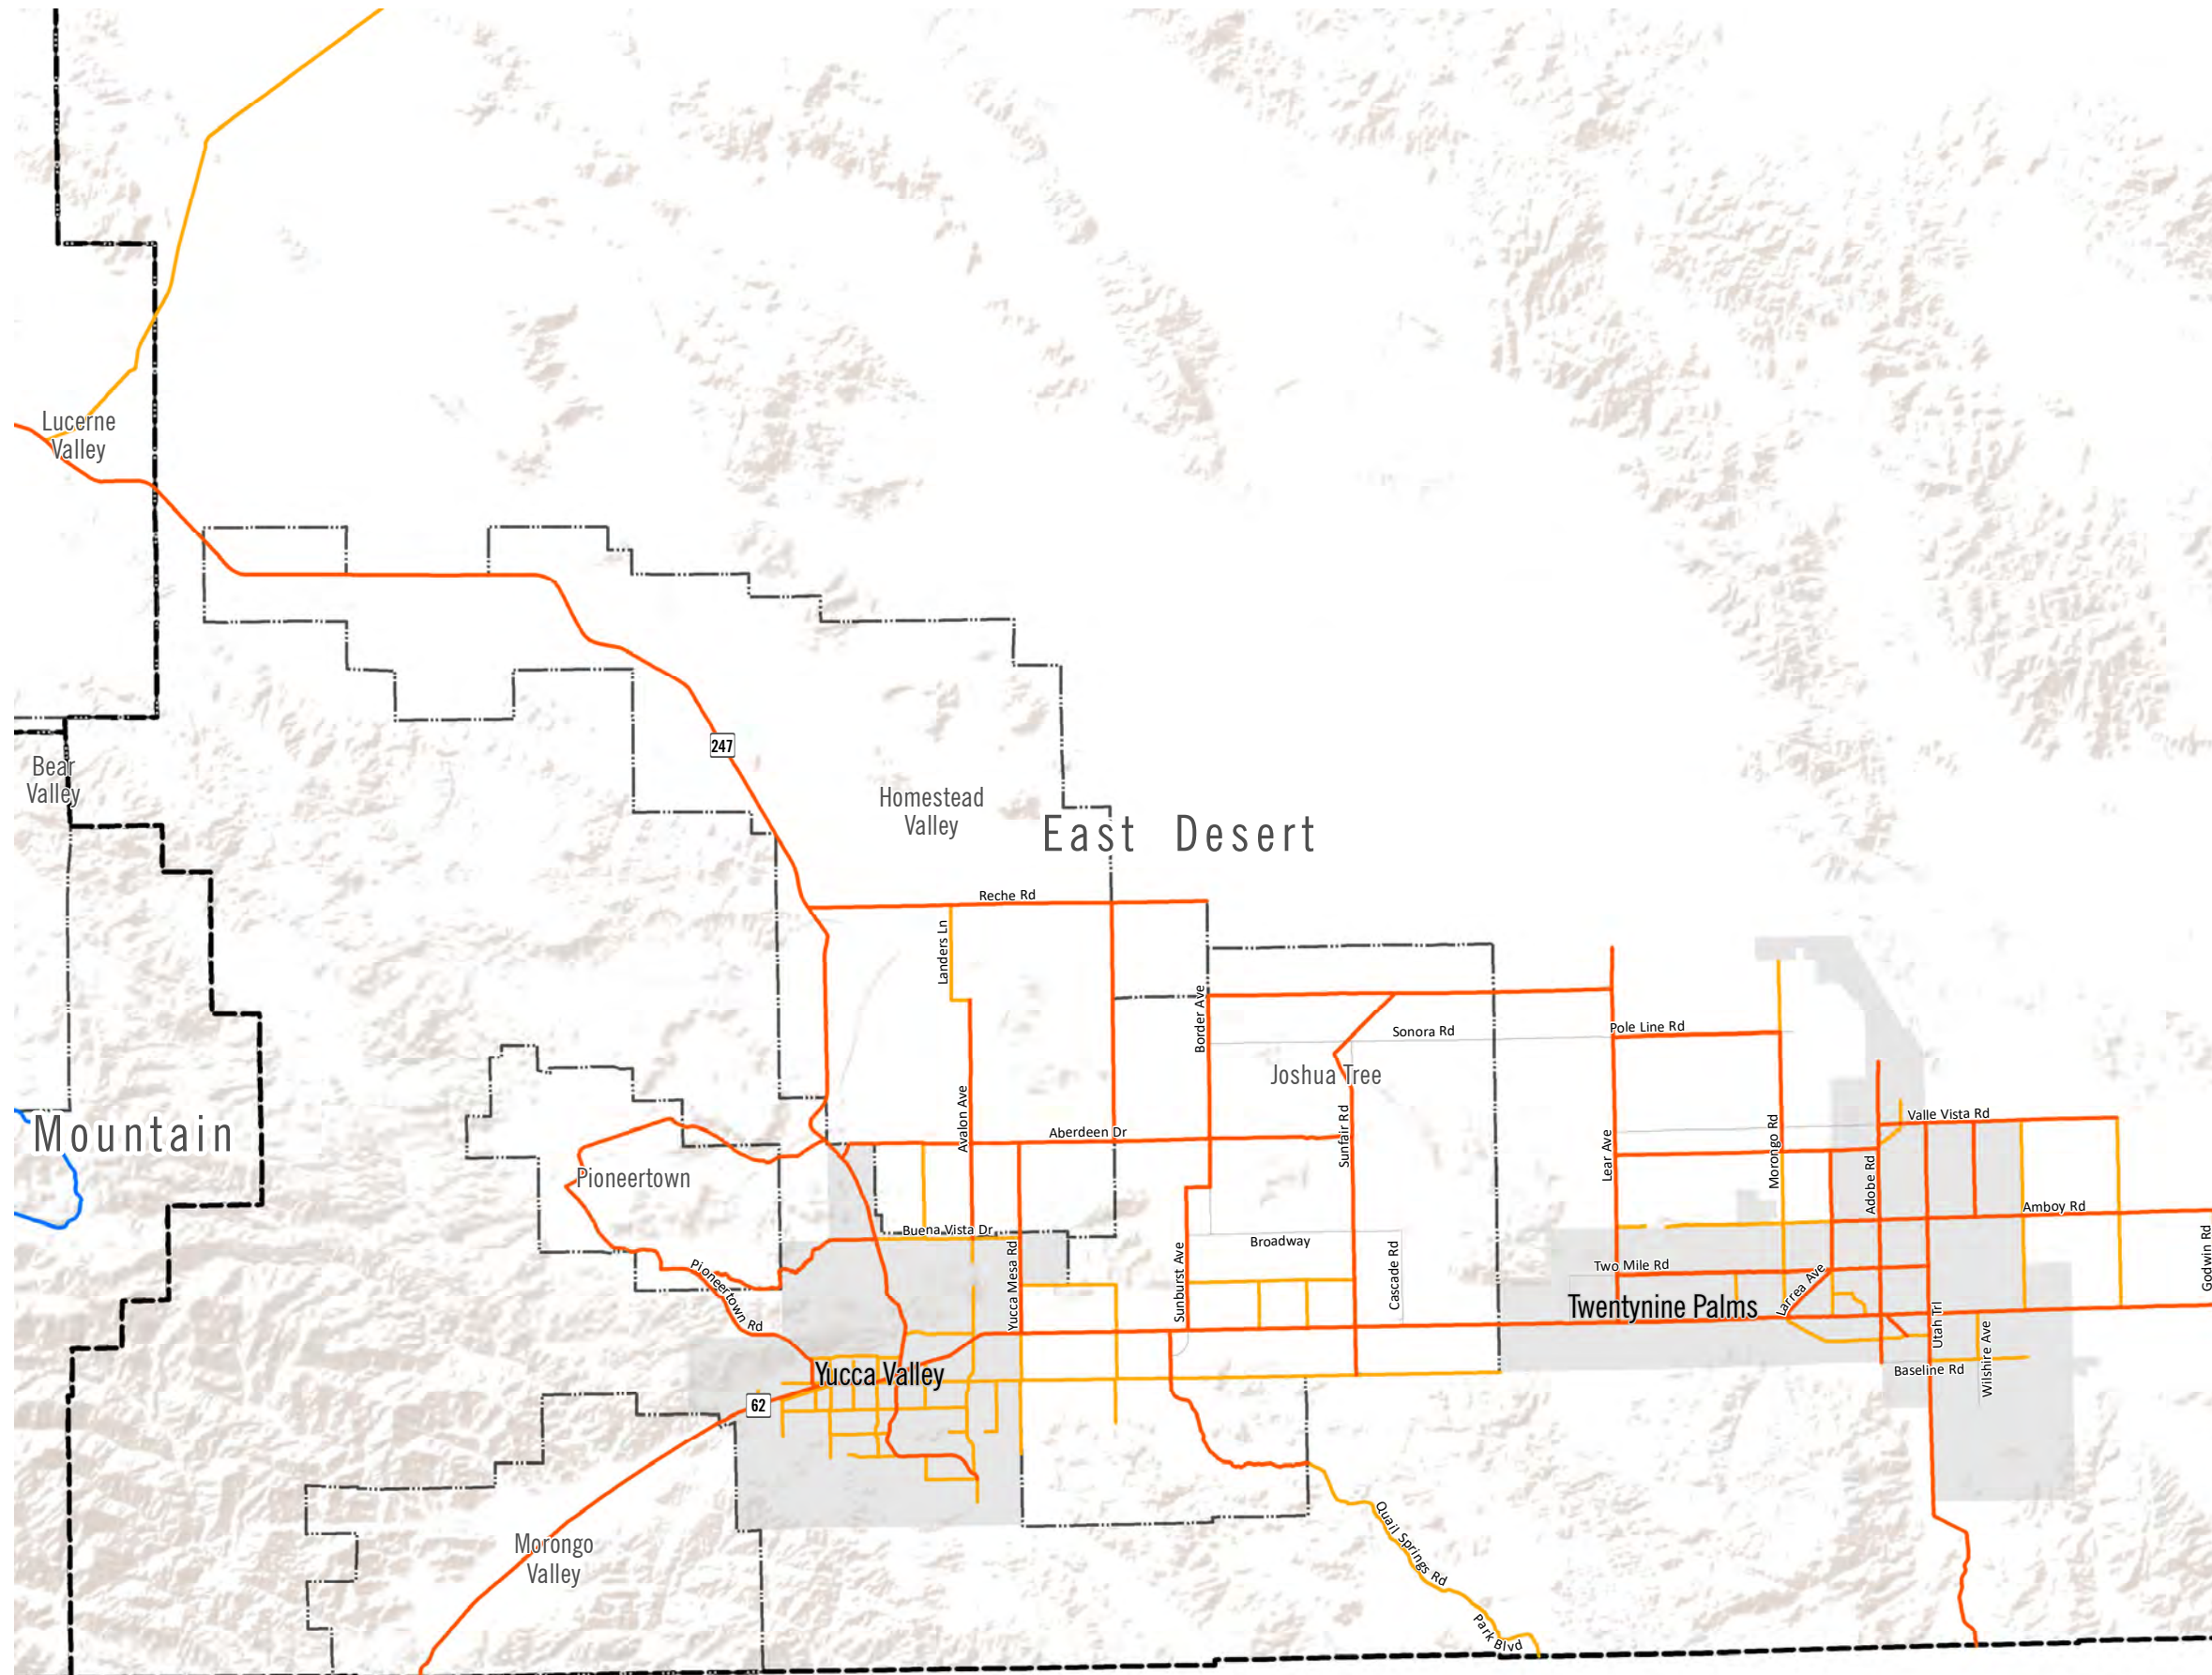 Lucerne
Valley
247
Bear
Valley
Homestead
Valley
East Desert
Reche Rd
Landers Ln
Border Ave
Sonora Rd
Pole Line Rd
Joshua Tree
Mountain
Avalon Ave
Aberdeen Dr
Sunfair Rd
Lear Ave
Morongo Rd
Valle Vista Rd
Adobe Rd
Pioneertown
Amboy Rd
Buena Vista Dr
Broadway
Yucca Mesa Rd
Sunburst Ave
Cascade Rd
Two Mile Rd
Larrea Ave
Godwin Rd
Pioneertown Rd
Twentynine Palms
Utah Trl
Wilshire Ave
Yucca Valley
Baseline Rd
62
Morongo
Valley
Quail Springs Rd
Park Blvd